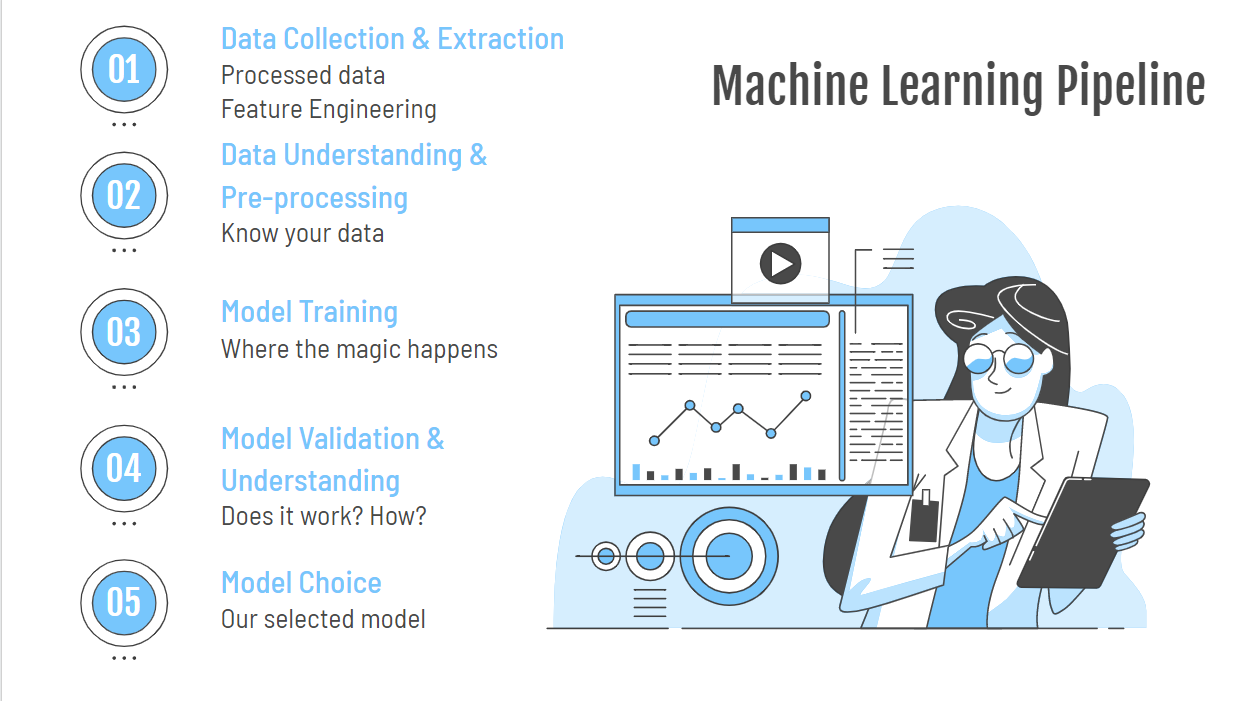 Machine Learning Pipeline
01
Data Collection & Extraction
Processed data
Feature Engineering
02
Data Understanding &
Pre-processing
Know your data
03
Model Training
Where the magic happens
04
Model Validation &
Understanding
Does it work? How?
05
Model Choice
Our selected model